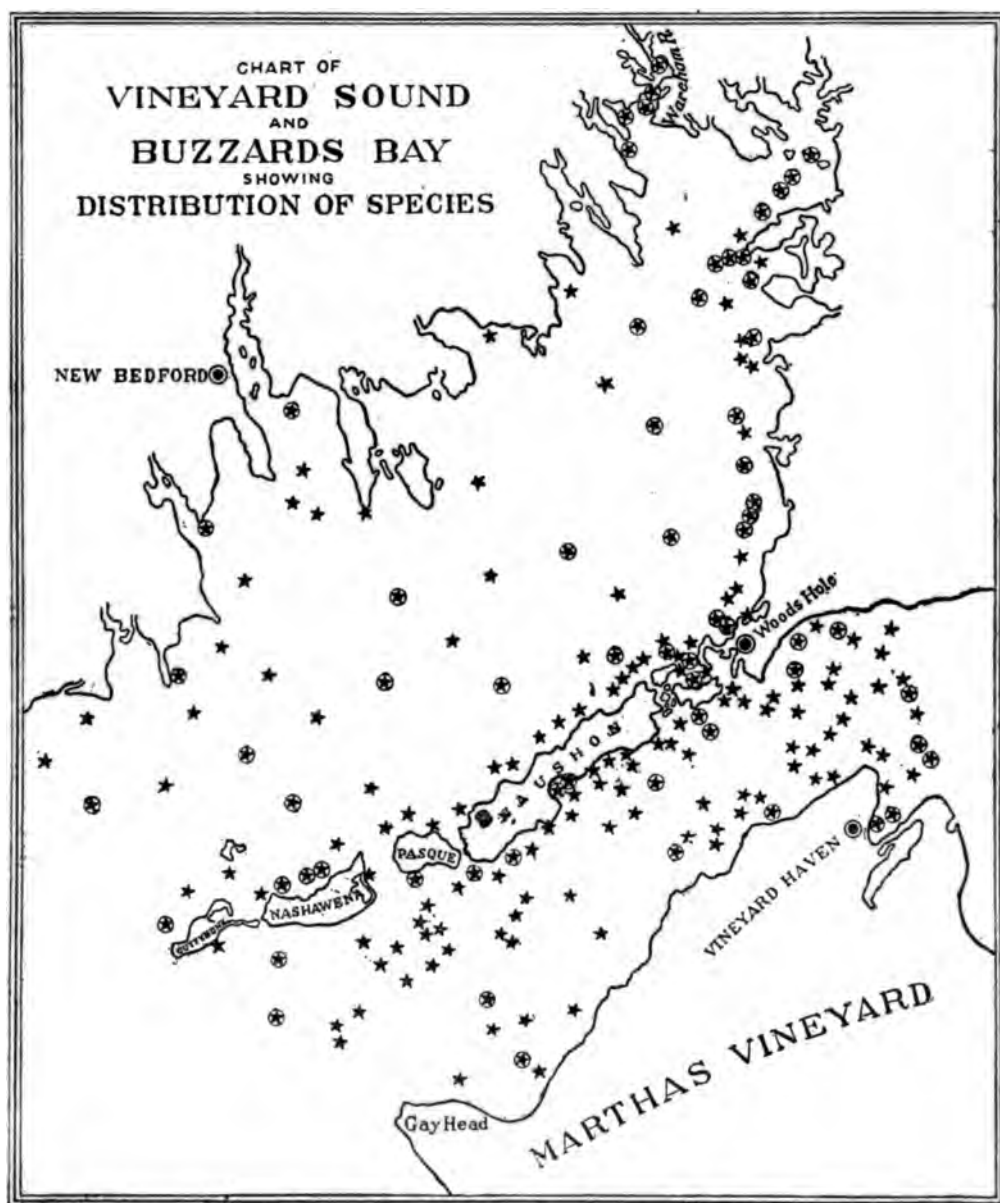 CHART OF
VINEYARD SOUND
AND
BUZZARDS BAY
SHOWING
DISTRIBUTION OF SPECIES
Wareham R.
NEW BEDFORD
Woods Hole
NAUSHON
PASQUE
NASHAWENA
CUTTYHUNK
VINEYARD HAVEN
MARTHAS VINEYARD
Gay Head